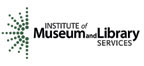 INSTITUTE of
Museum and Library
SERVICES